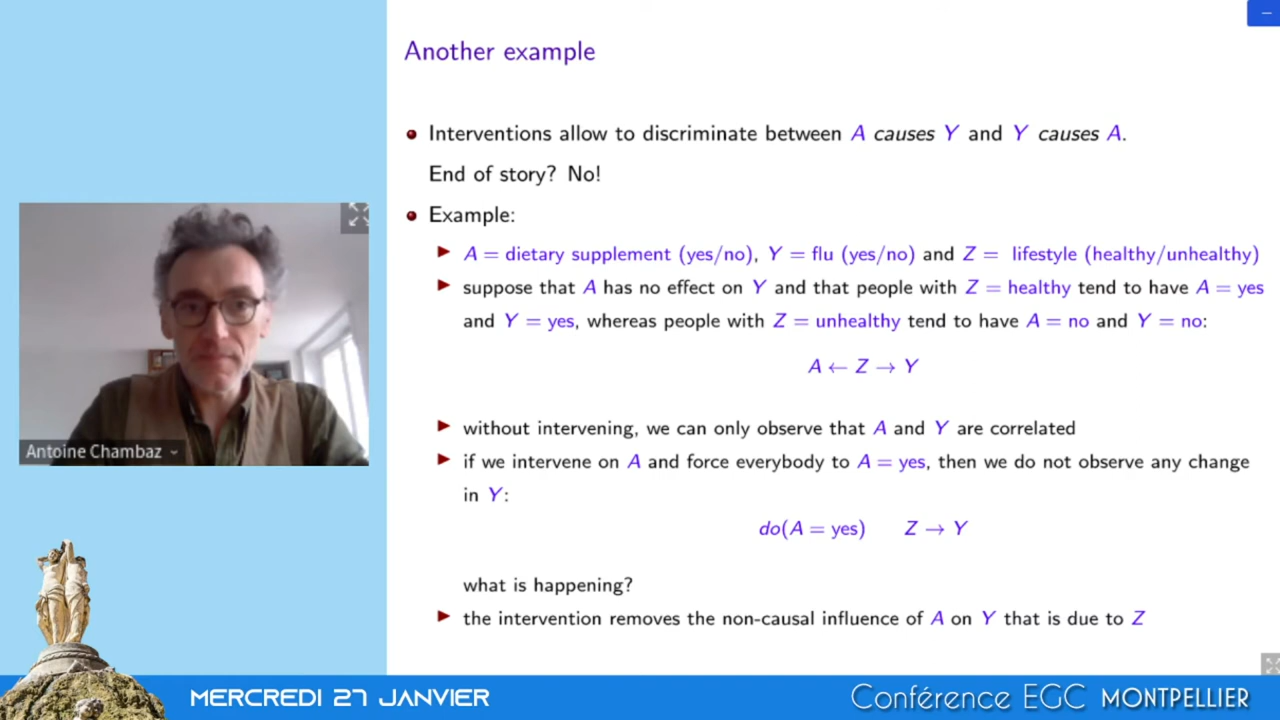 Another example
Interventions allow to discriminate between A causes Y and Y causes A.
End of story? No!
Example:
A = dietary supplement (yes/no), Y = flu (yes/no) and Z = lifestyle (healthy/unhealthy)
suppose that A has no effect on Y and that people with Z = healthy tend to have A = yes
and Y = yes, whereas people with Z = unhealthy tend to have A = no and Y = no:
A ← Z → Y
without intervening, we can only observe that A and Y are correlated
if we intervene on A and force everybody to A = yes, then we do not observe any change
in Y:
do(A = yes) Z → Y
what is happening?
the intervention removes the non-causal influence of A on Y that is due to Z
Antoine Chambaz
MERCREDI 27 JANVIER
Conférence EGC MONTPELLIER